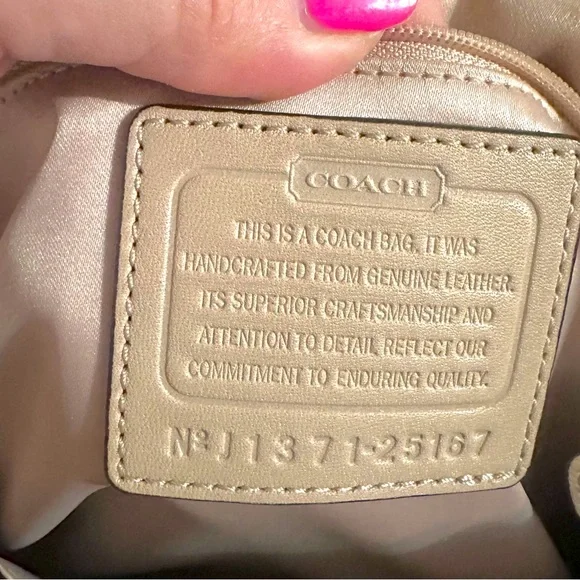 COACH
THIS IS A COACH BAG. IT WAS
HANDCRAFTED FROM GENUINE LEATHER.
ITS SUPERIOR CRAFTSMANSHIP AND
ATTENTION TO DETAIL REFLECT OUR
COMMITMENT TO ENDURING QUALITY.
Nº J1371-25167